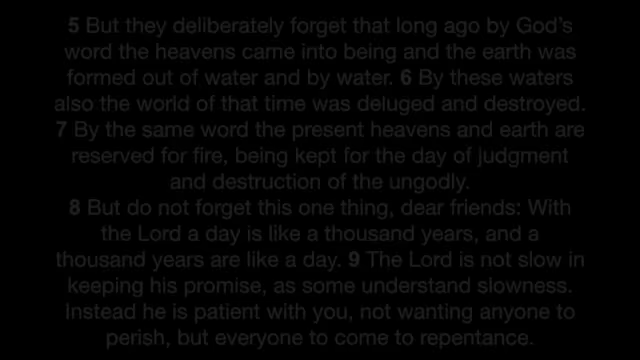 5 But they deliberately forget that long ago by God's
word the heavens came into being and the earth was
formed out of water and by water. 6 By these waters
also the world of that time was deluged and destroyed.
7 By the same word the present heavens and earth are
reserved for fire, being kept for the day of judgment
and destruction of the ungodly.
8 But do not forget this one thing, dear friends: With
the Lord a day is like a thousand years, and a
thousand years are like a day. 9 The Lord is not slow in
keeping his promise, as some understand slowness.
Instead he is patient with you, not wanting anyone to
perish, but everyone to come to repentance.